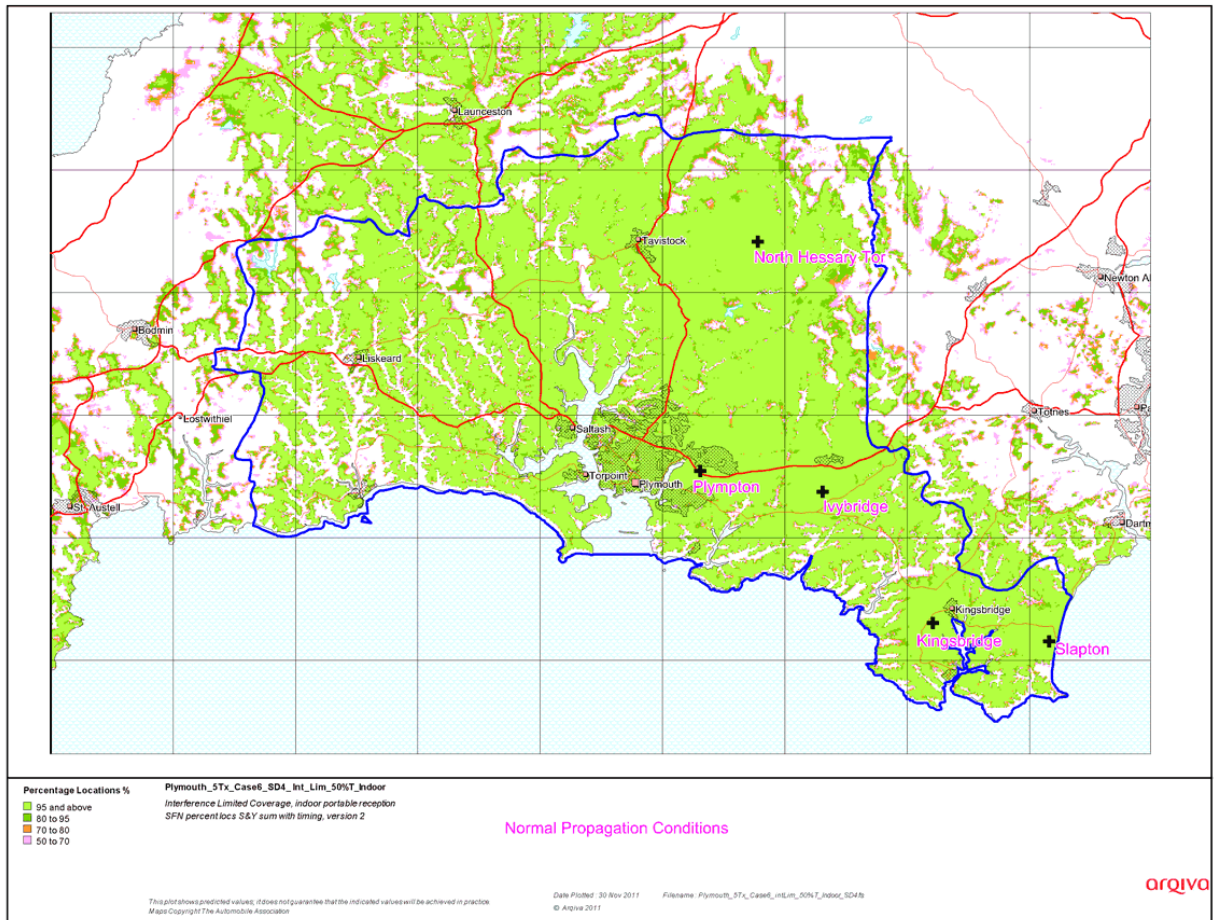 Launceston
Tavistock
North Hessary Tor
Newton Ab
Bodmin
Liskeard
Lostwithiel
Totnes
Pa
Saltash
Torpoint
Plymouth
Plympton
Ivybridge
St. Austell
Dartm
Kingsbridge
Kingsbridge
Slapton
Percentage Locations %
95 and above
80 to 95
70 to 80
50 to 70
Plymouth_5Tx_Case6_SD4_Int_Lim_50%T_Indoor
Interference Limited Coverage, indoor portable reception
SFN percent locs S&Y sum with timing, version 2
Normal Propagation Conditions
arqiva
This plot shows predicted values; it does not guarantee that the indicated values will be achieved in practice
Maps Copyright The Automobile Association
Date Plotted : 30 Nov 2011
© Arqiva 2011
Filename : Plymouth_5Tx_Case6_intLim_50%T_Indoor_SD4fs